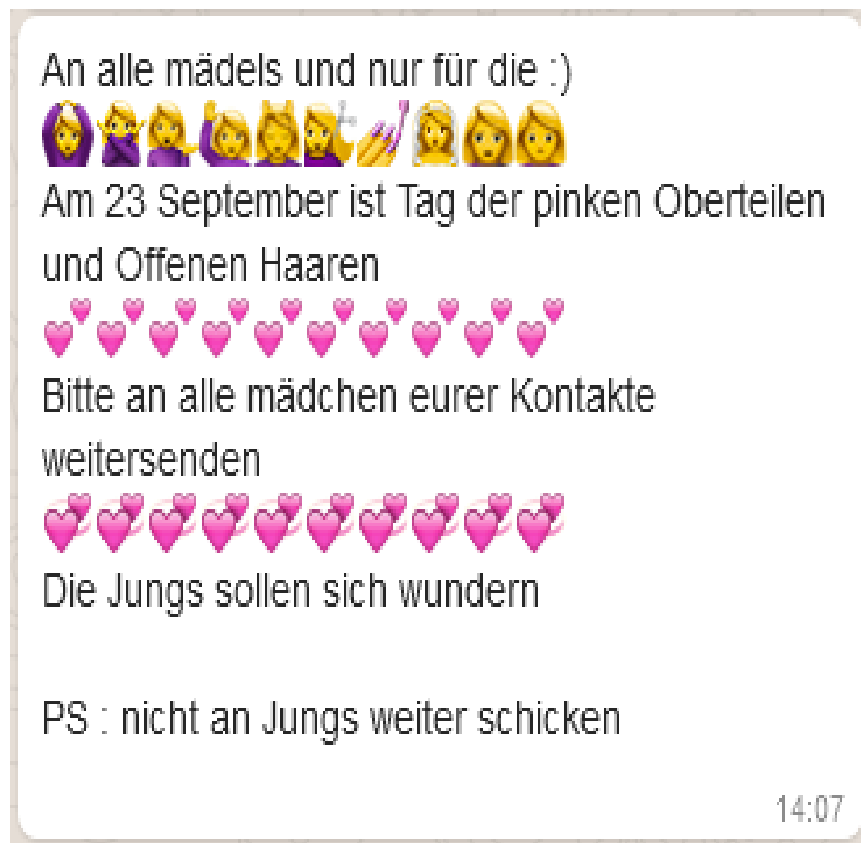 An alle mädels und nur für die :)
🙆‍♀️🙅‍♀️💁‍♀️🙋‍♀️💆‍♀️💇‍♀️💅👰👩👩
Am 23 September ist Tag der pinken Oberteilen
und Offenen Haaren
💕💕💕💕💕💕💕💕💕💕
Bitte an alle mädchen eurer Kontakte
weitersenden
💞💞💞💞💞💞💞💞💞💞
Die Jungs sollen sich wundern
PS : nicht an Jungs weiter schicken
14:07